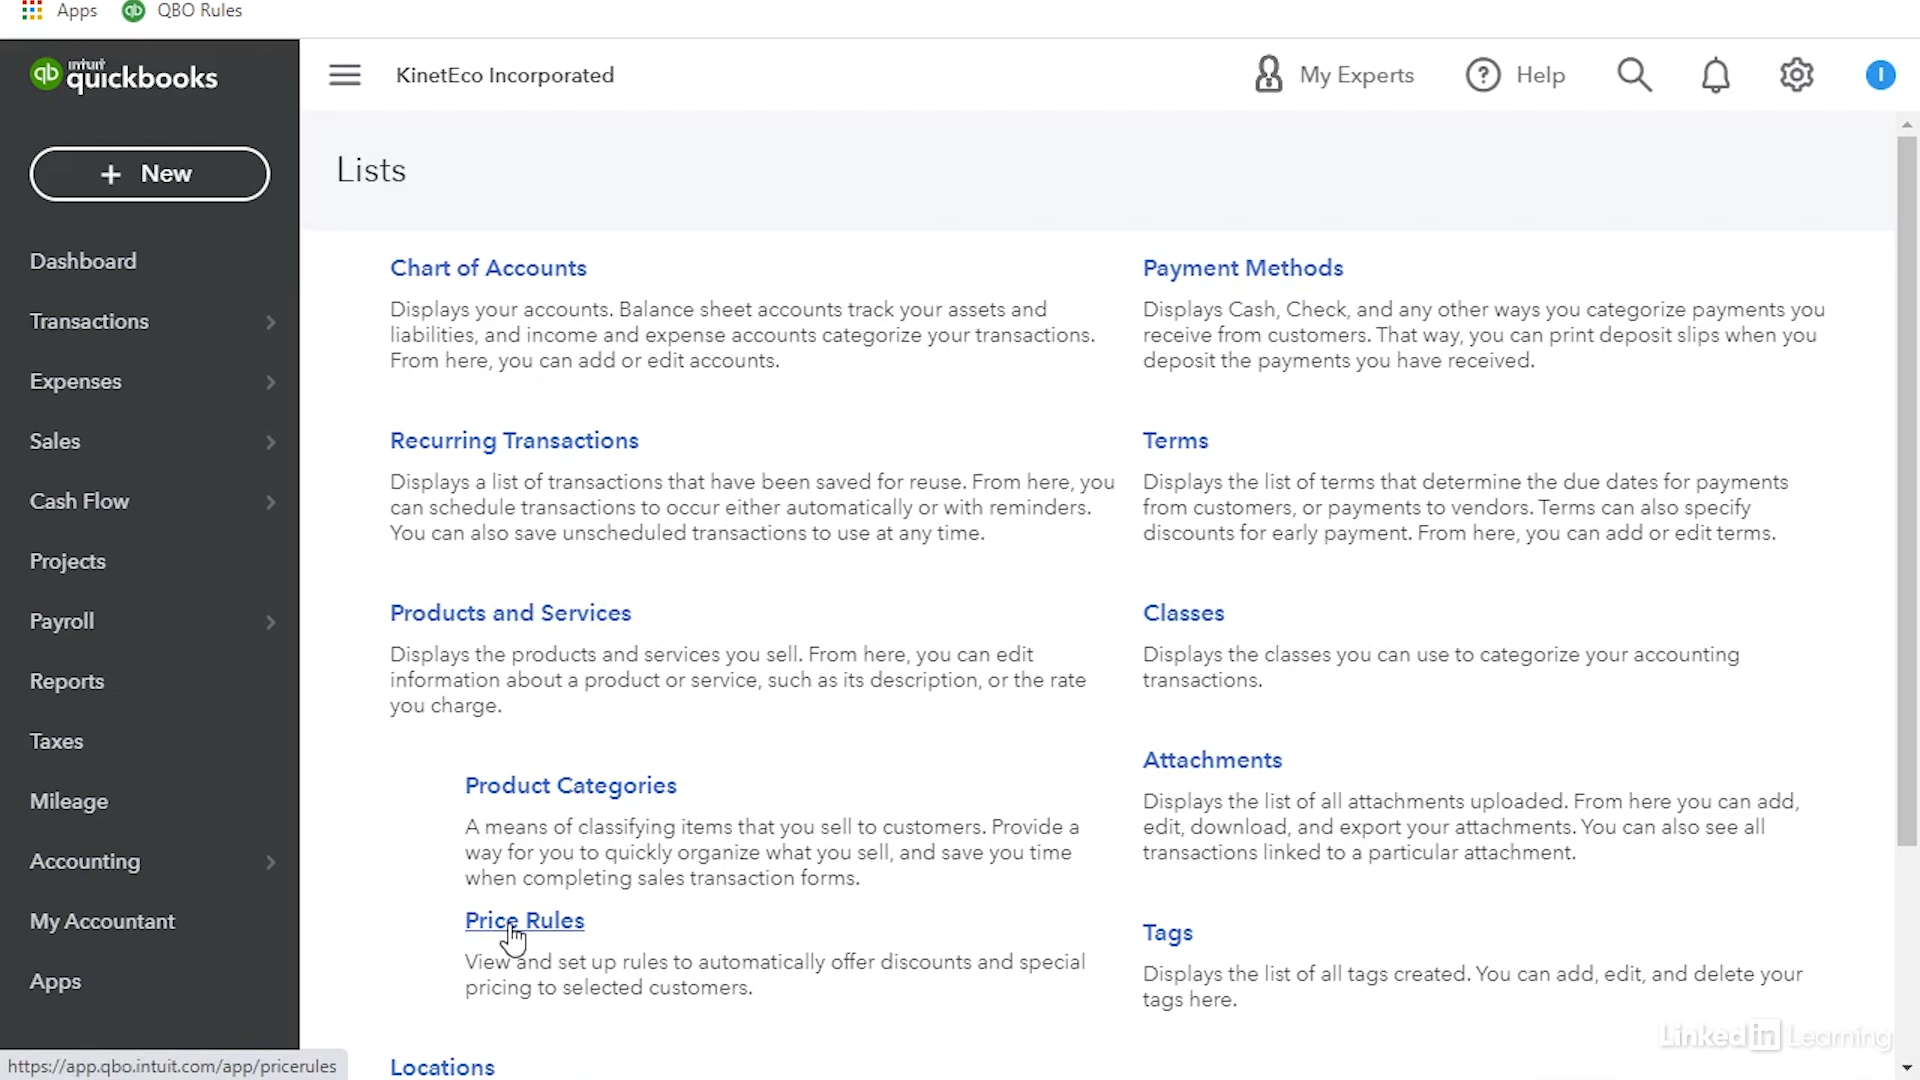 Apps
QBO Rules
intuit
quickbooks
KinetEco Incorporated
My Experts
Help
I
+ New
Dashboard
Transactions
Expenses
Sales
Cash Flow
Projects
Payroll
Reports
Taxes
Mileage
Accounting
My Accountant
Apps
Lists
Chart of Accounts
Displays your accounts. Balance sheet accounts track your assets and
liabilities, and income and expense accounts categorize your transactions.
From here, you can add or edit accounts.
Recurring Transactions
Displays a list of transactions that have been saved for reuse. From here, you
can schedule transactions to occur either automatically or with reminders.
You can also save unscheduled transactions to use at any time.
Products and Services
Displays the products and services you sell. From here, you can edit
information about a product or service, such as its description, or the rate
you charge.
Product Categories
A means of classifying items that you sell to customers. Provide a
way for you to quickly organize what you sell, and save you time
when completing sales transaction forms.
Price Rules
View and set up rules to automatically offer discounts and special
pricing to selected customers.
Locations
Payment Methods
Displays Cash, Check, and any other ways you categorize payments you
receive from customers. That way, you can print deposit slips when you
deposit the payments you have received.
Terms
Displays the list of terms that determine the due dates for payments
from customers, or payments to vendors. Terms can also specify
discounts for early payment. From here, you can add or edit terms.
Classes
Displays the classes you can use to categorize your accounting
transactions.
Attachments
Displays the list of all attachments uploaded. From here you can add,
edit, download, and export your attachments. You can also see all
transactions linked to a particular attachment.
Tags
Displays the list of all tags created. You can add, edit, and delete your
tags here.
LinkedIn Learning
https://app.qbo.intuit.com/app/pricerules